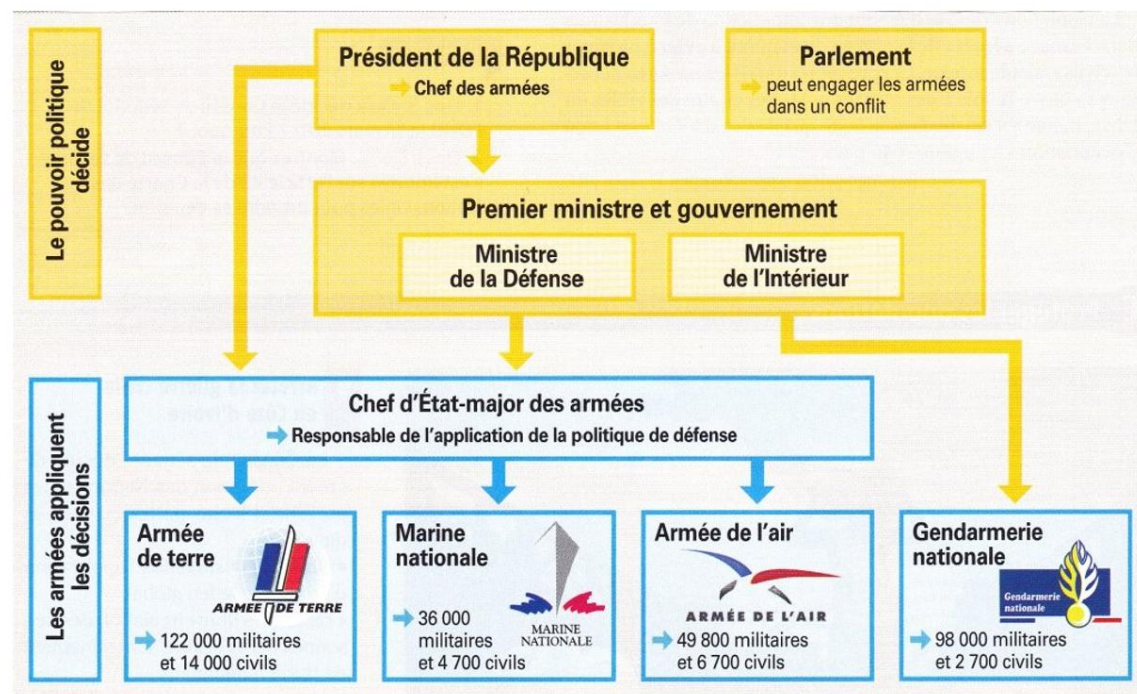 Le pouvoir politique
décide
Président de la République
Chef des armées
Parlement
peut engager les armées
dans un conflit
Premier ministre et gouvernement
Ministre
de la Défense
Ministre
de l'Intérieur
Les armées appliquent
les décisions
Chef d'État-major des armées
Responsable de l'application de la politique de défense
Armée
de terre
ARMÉE DE TERRE
122 000 militaires
et 14 000 civils
Marine
nationale
MARINE
NATIONALE
36 000
militaires
et 4 700 civils
Armée de l'air
ARMÉE DE L'AIR
49 800 militaires
et 6 700 civils
Gendarmerie
nationale
Gendarmerie
nationale
98 000 militaires
et 2 700 civils